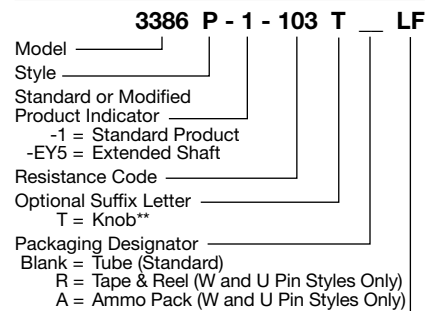 3386 P - 1 - 103 T __ LF
Model
Style
Standard or Modified
Product Indicator
-1 = Standard Product
-EY5 = Extended Shaft
Resistance Code
Optional Suffix Letter
T = Knob**
Packaging Designator
Blank = Tube (Standard)
R = Tape & Reel (W and U Pin Styles Only)
A = Ammo Pack (W and U Pin Styles Only)